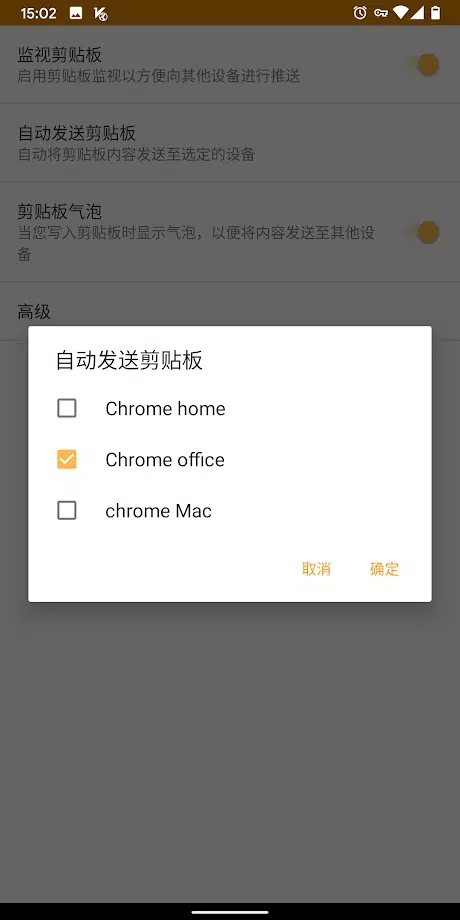 15:02
监视剪贴板
启用剪贴板监视以方便向其他设备进行推送
自动发送剪贴板
自动将剪贴板内容发送至选定的设备
剪贴板气泡
当您写入剪贴板时显示气泡，以便将内容发送至其他设
备
高级
自动发送剪贴板
Chrome home
Chrome office
chrome Mac
取消 确定